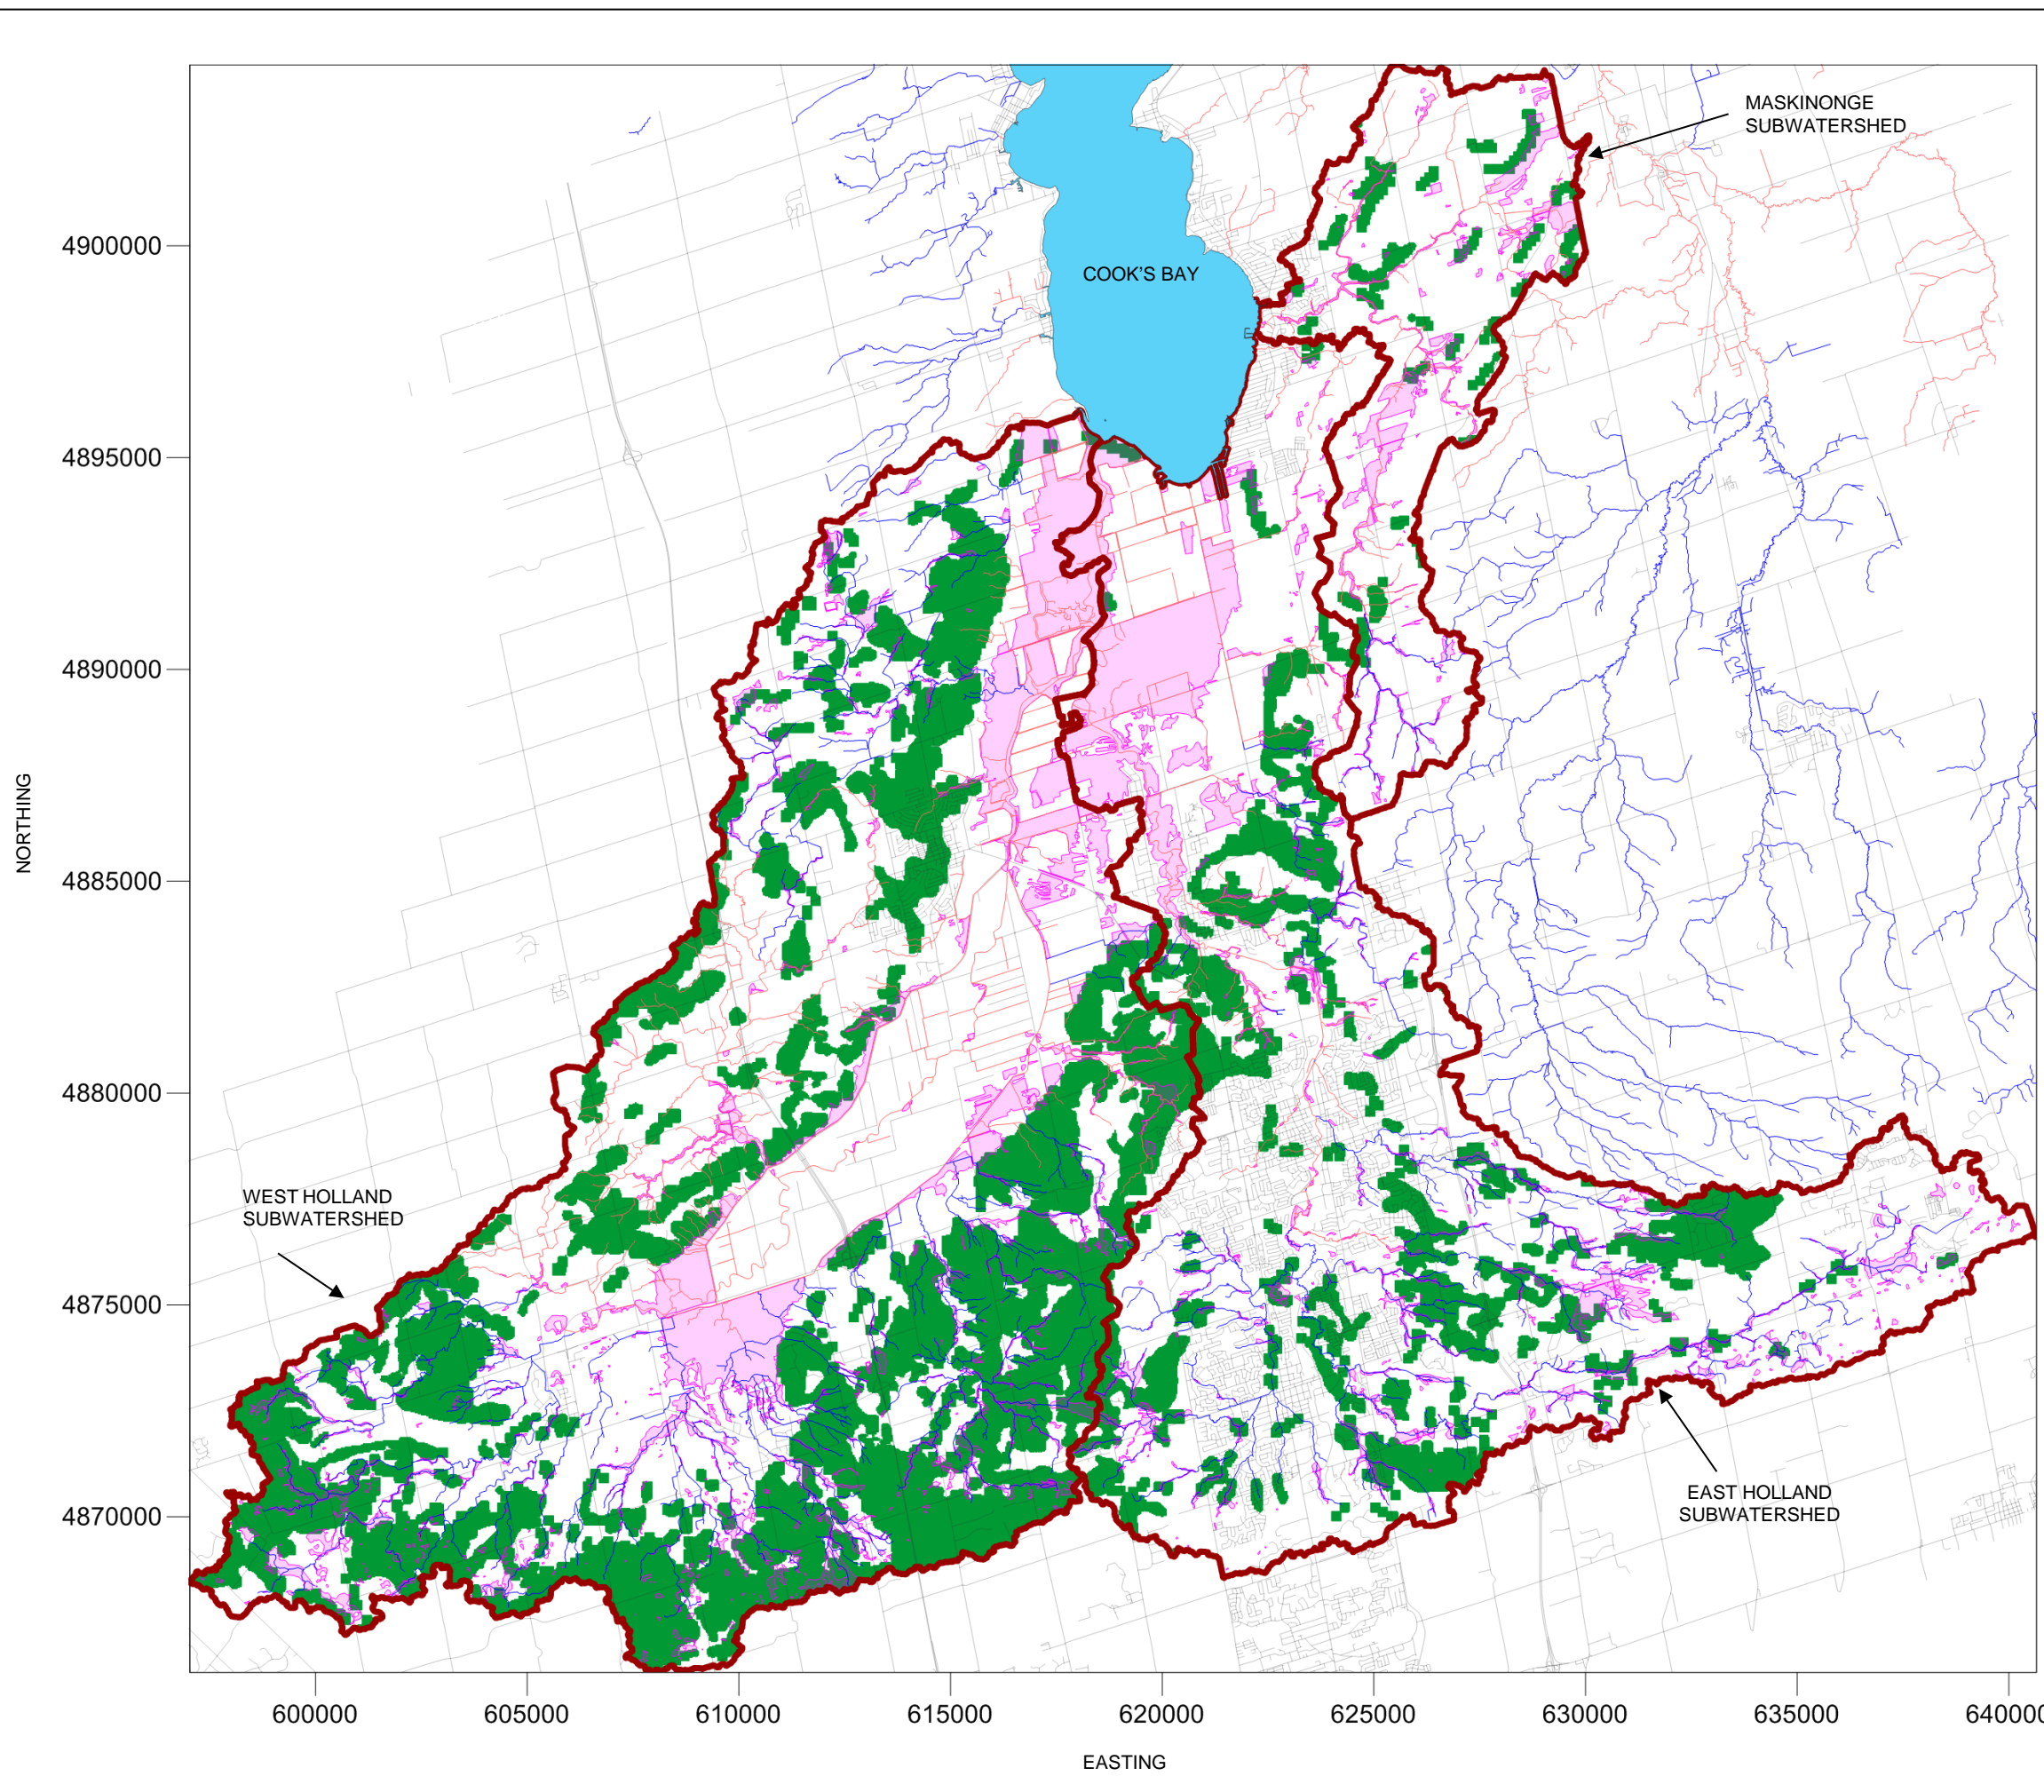 MASKINONGE
SUBWATERSHED
4900000
COOK'S BAY
4895000
4890000
NORTHING
4885000
4880000
WEST HOLLAND
SUBWATERSHED
4875000
EAST HOLLAND
SUBWATERSHED
4870000
600000 605000 610000 615000 620000 625000 630000 635000 640000
EASTING